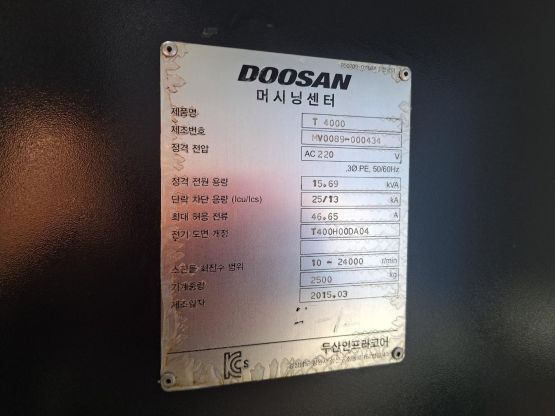 DOOSAN
머시닝센터
제품명 T 4000
제조번호 MV0089-000434
정격 전압 AC 220 V
3Ø.PE, 50/60Hz
정격 전원 용량 15.69 kVA
단락 차단 용량 (Icu/Ics) 25/13 kA
최대 허용 전류 46.65 A
전기 도면 개정 T400H00DA04
스핀들 회전수 범위 10 ~ 24000 r/min
기계중량 2500 kg
제조일자 2015.03
KCs 두산인프라코어